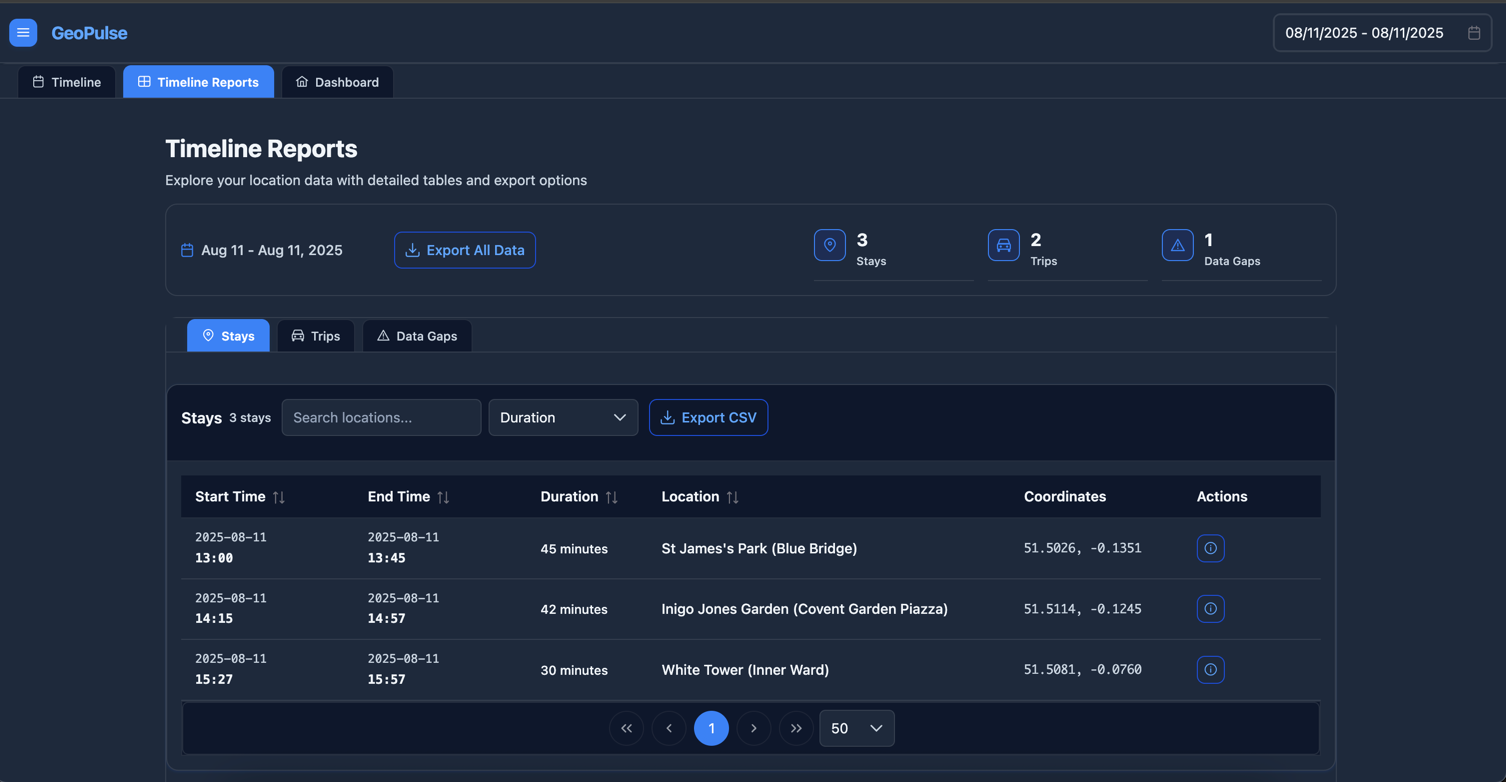 GeoPulse
08/11/2025 - 08/11/2025
Timeline
Timeline Reports
Dashboard
Timeline Reports
Explore your location data with detailed tables and export options
Aug 11 - Aug 11, 2025
Export All Data
3
Stays
2
Trips
1
Data Gaps
Stays
Trips
Data Gaps
Stays 3 stays
Search locations...
Duration
Export CSV
Start Time End Time Duration Location Coordinates Actions
2025-08-11 2025-08-11
13:00 13:45 45 minutes St James's Park (Blue Bridge) 51.5026, -0.1351
2025-08-11 2025-08-11
14:15 14:57 42 minutes Inigo Jones Garden (Covent Garden Piazza) 51.5114, -0.1245
2025-08-11 2025-08-11
15:27 15:57 30 minutes White Tower (Inner Ward) 51.5081, -0.0760
1
50